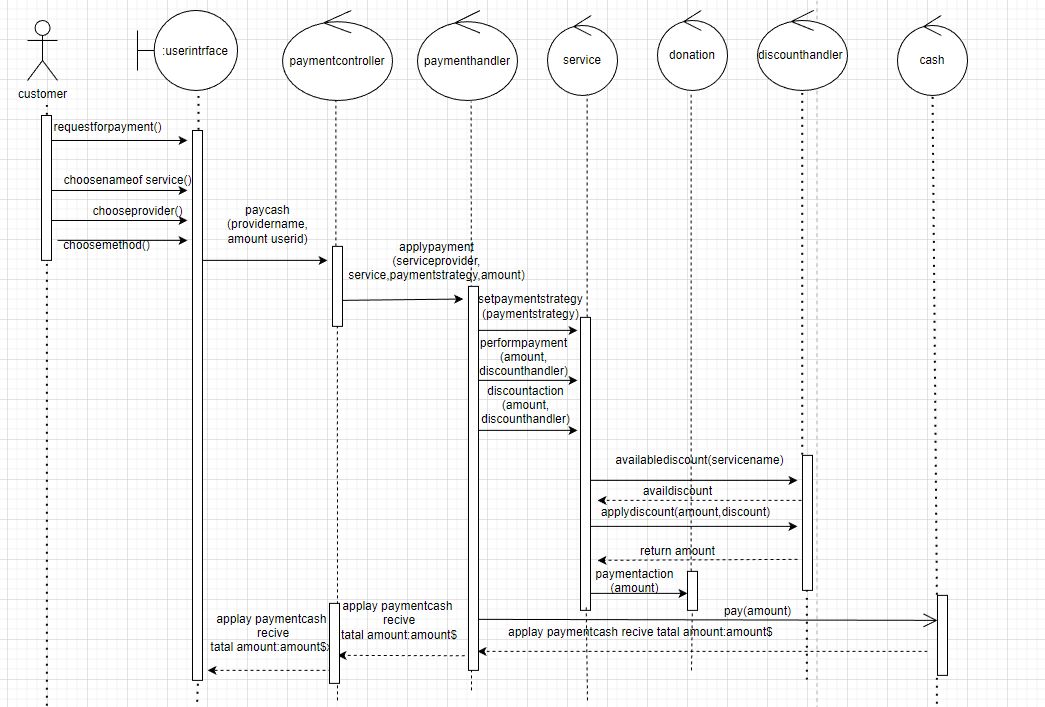 :userintrface
paymentcontroller
paymenthandler
service
donation
discounthandler
cash
customer
requestforpayment()
choosenameof service()
chooseprovider()
choosemethod()
paycash
(providername,
amount userid)
applypayment
(serviceprovider,
service,paymentstrategy,amount)
setpaymentstrategy
(paymentstrategy)
performpayment
(amount,
discounthandler)
discountaction
(amount,
discounthandler)
availablediscount(servicename)
availdiscount
applydiscount(amount,discount)
return amount
paymentaction
(amount)
pay(amount)
applay paymentcash recive tatal amount:amount$
applay paymentcash
recive
tatal amount:amount$
applay paymentcash
recive
tatal amount:amount$